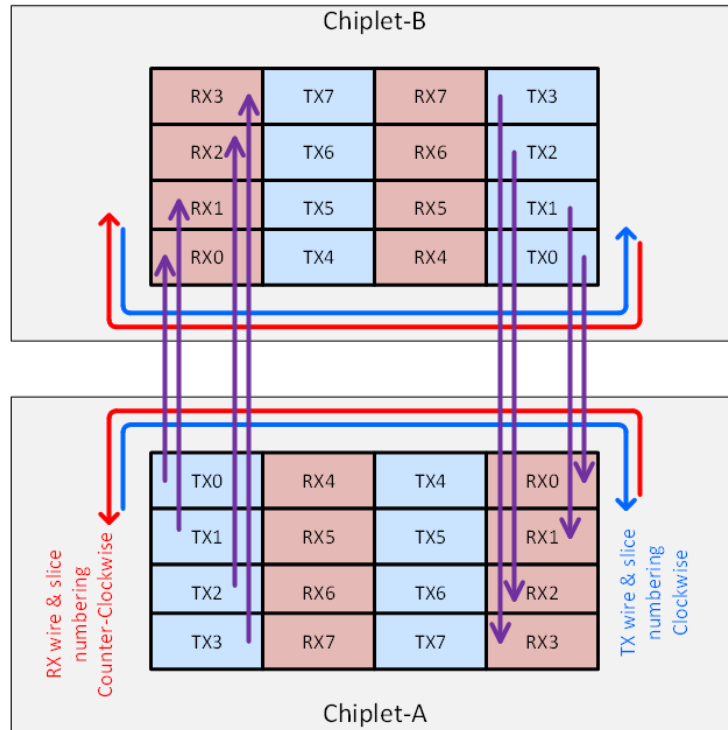 Chiplet-B
RX3 TX7 RX7 TX3
RX2 TX6 RX6 TX2
RX1 TX5 RX5 TX1
RX0 TX4 RX4 TX0
TX0 RX4 TX4 RX0
TX1 RX5 TX5 RX1
TX2 RX6 TX6 RX2
TX3 RX7 TX7 RX3
RX wire & slice
numbering
Counter-Clockwise
TX wire & slice
numbering
Clockwise
Chiplet-A